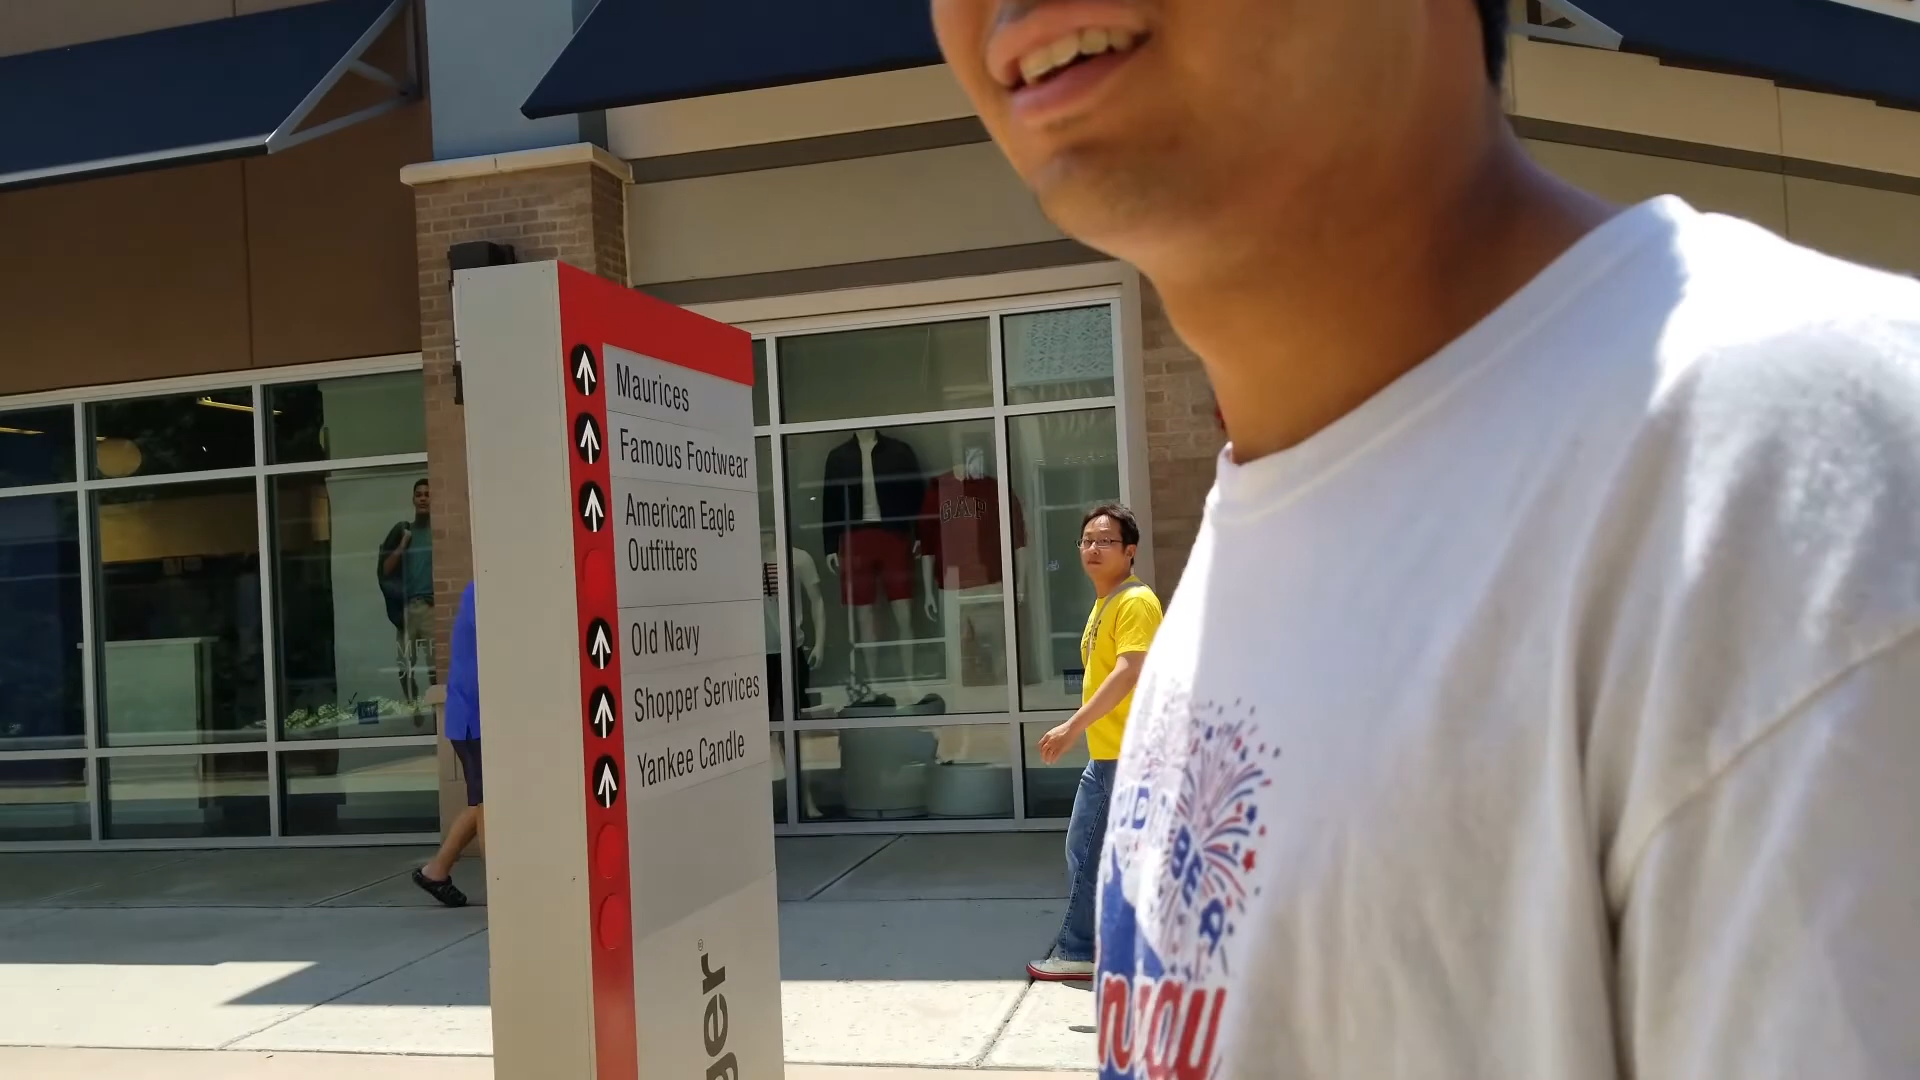 Maurices
Famous Footwear
American Eagle
Outfitters
Old Navy
Shopper Services
Yankee Candle
GAP